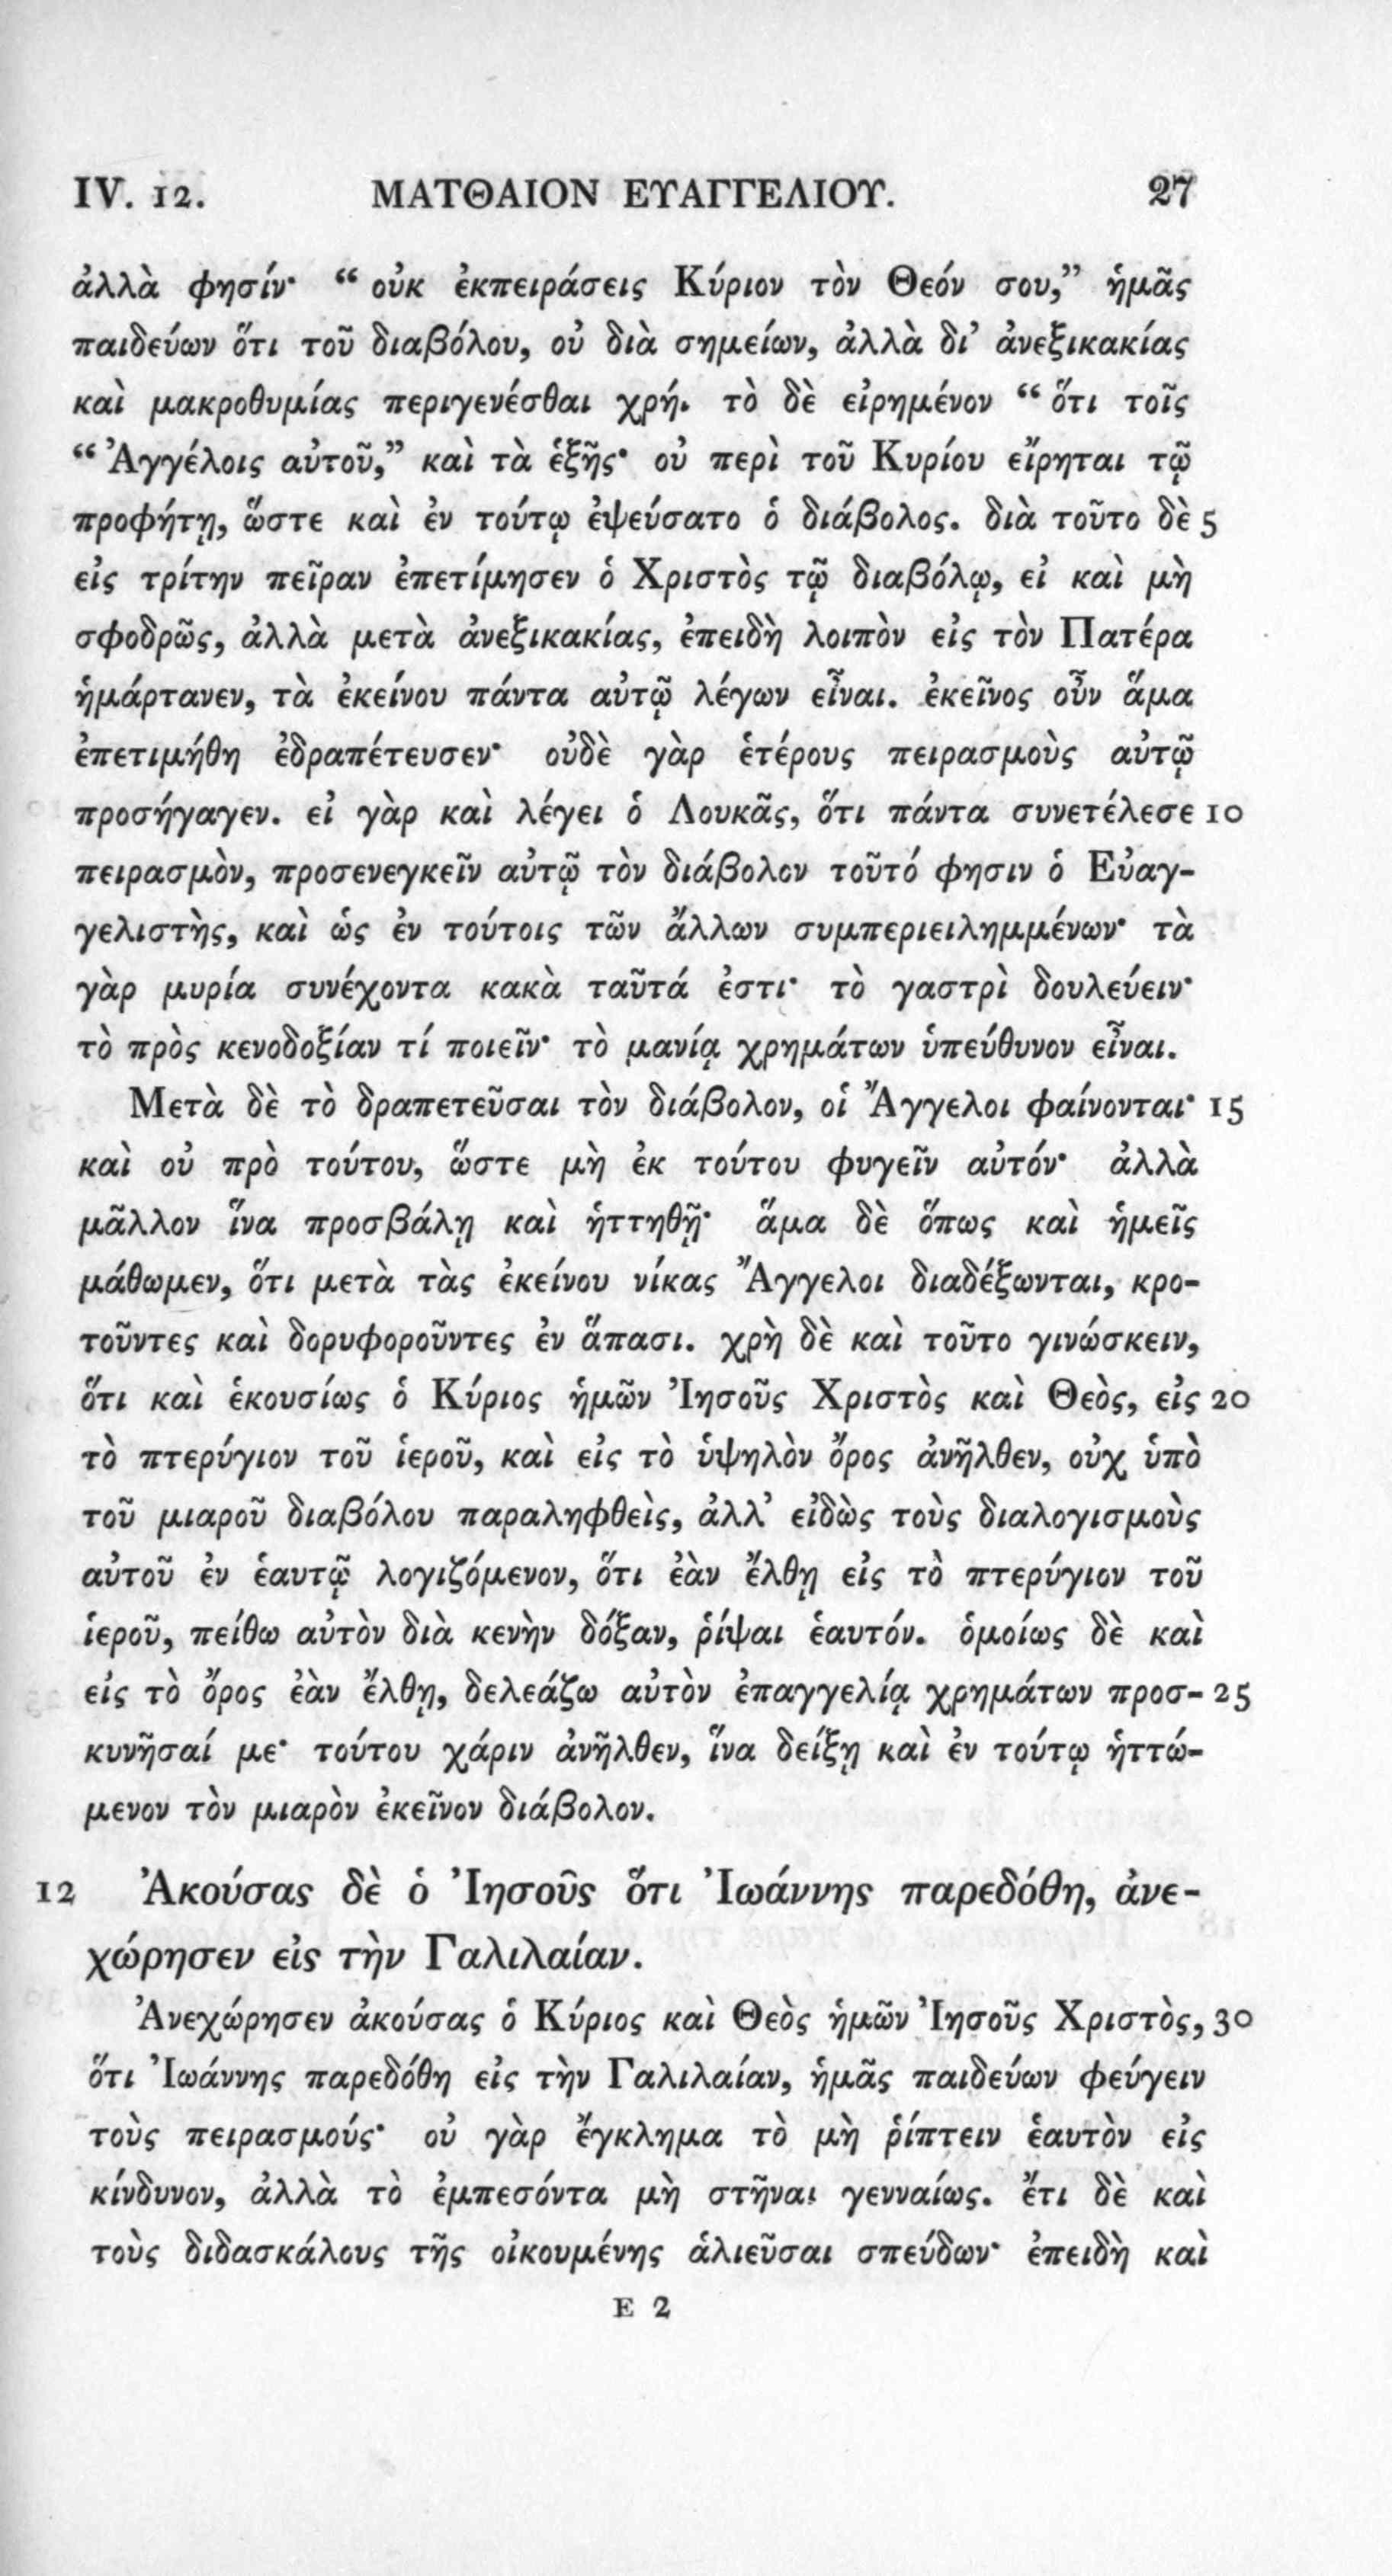 IV. 12. ΜΑΤΘΑΙΟΝ ΕΥΑΓΓΕΛΙΟΥ. 27
ἀλλὰ φησίν· “ οὐκ ἐκπειράσεις Κύριον τὸν Θεόν σου,” ἡμᾶς
παιδεύων ὅτι τοῦ διαβόλου, οὐ διὰ σημείων, ἀλλὰ δι’ ἀνεξικακίας
καὶ μακροθυμίας περιγενέσθαι χρή. τὸ δὲ εἰρημένον “ ὅτι τοῖς
“ Ἀγγέλοις αὐτοῦ,” καὶ τὰ ἑξῆς· οὐ περὶ τοῦ Κυρίου εἴρηται τῷ
προφήτῃ, ὥστε καὶ ἐν τούτῳ ἐψεύσατο ὁ διάβολος. διὰ τοῦτο δὲ 5
εἰς τρίτην πεῖραν ἐπετίμησεν ὁ Χριστὸς τῷ διαβόλῳ, εἰ καὶ μὴ
σφοδρῶς, ἀλλὰ μετὰ ἀνεξικακίας, ἐπειδὴ λοιπὸν εἰς τὸν Πατέρα
ἡμάρτανεν, τὰ ἐκείνου πάντα αὐτῷ λέγων εἶναι. ἐκεῖνος οὖν ἅμα
ἐπετιμήθη ἐδραπέτευσεν· οὐδὲ γὰρ ἑτέρους πειρασμοὺς αὐτῷ
προσήγαγεν. εἰ γὰρ καὶ λέγει ὁ Λουκᾶς, ὅτι πάντα συνετέλεσε 10
πειρασμὸν, προσενεγκεῖν αὐτῷ τὸν διάβολον τοῦτό φησιν ὁ Εὐαγ-
γελιστὴς, καὶ ὡς ἐν τούτοις τῶν ἄλλων συμπεριειλημμένων· τὰ
γὰρ μυρία συνέχοντα κακὰ ταῦτά ἐστι· τὸ γαστρὶ δουλεύειν·
τὸ πρὸς κενοδοξίαν τί ποιεῖν· τὸ μανίᾳ χρημάτων ὑπεύθυνον εἶναι.
Μετὰ δὲ τὸ δραπετεῦσαι τὸν διάβολον, οἱ Ἄγγελοι φαίνονται· 15
καὶ οὐ πρὸ τούτου, ὥστε μὴ ἐκ τούτου φυγεῖν αὐτόν· ἀλλὰ
μᾶλλον ἵνα προσβάλῃ καὶ ἡττηθῇ· ἅμα δὲ ὅπως καὶ ἡμεῖς
μάθωμεν, ὅτι μετὰ τὰς ἐκείνου νίκας Ἄγγελοι διαδέξωνται, κρο-
τοῦντες καὶ δορυφοροῦντες ἐν ἅπασι. χρὴ δὲ καὶ τοῦτο γινώσκειν,
ὅτι καὶ ἑκουσίως ὁ Κύριος ἡμῶν Ἰησοῦς Χριστὸς καὶ Θεὸς, εἰς 20
τὸ πτερύγιον τοῦ ἱεροῦ, καὶ εἰς τὸ ὑψηλὸν ὄρος ἀνῆλθεν, οὐχ ὑπὸ
τοῦ μιαροῦ διαβόλου παραληφθεὶς, ἀλλ’ εἰδὼς τοὺς διαλογισμοὺς
αὐτοῦ ἐν ἑαυτῷ λογιζόμενον, ὅτι ἐὰν ἔλθῃ εἰς τὸ πτερύγιον τοῦ
ἱεροῦ, πείθω αὐτὸν διὰ κενὴν δόξαν, ῥίψαι ἑαυτόν. ὁμοίως δὲ καὶ
εἰς τὸ ὄρος ἐὰν ἔλθῃ, δελεάζω αὐτὸν ἐπαγγελίᾳ χρημάτων προσ- 25
κυνῆσαί με· τούτου χάριν ἀνῆλθεν, ἵνα δείξῃ καὶ ἐν τούτῳ ἡττώ-
μενον τὸν μιαρὸν ἐκεῖνον διάβολον.
12 Ἀκούσας δὲ ὁ Ἰησοῦς ὅτι Ἰωάννης παρεδόθη, ἀνε-
χώρησεν εἰς τὴν Γαλιλαίαν.
Ἀνεχώρησεν ἀκούσας ὁ Κύριος καὶ Θεὸς ἡμῶν Ἰησοῦς Χριστὸς, 30
ὅτι Ἰωάννης παρεδόθη εἰς τὴν Γαλιλαίαν, ἡμᾶς παιδεύων φεύγειν
τοὺς πειρασμούς· οὐ γὰρ ἔγκλημα τὸ μὴ ῥίπτειν ἑαυτὸν εἰς
κίνδυνον, ἀλλὰ τὸ ἐμπεσόντα μὴ στῆναι γενναίως. ἔτι δὲ καὶ
τοὺς διδασκάλους τῆς οἰκουμένης ἁλιεῦσαι σπεύδων· ἐπειδὴ καὶ
E 2